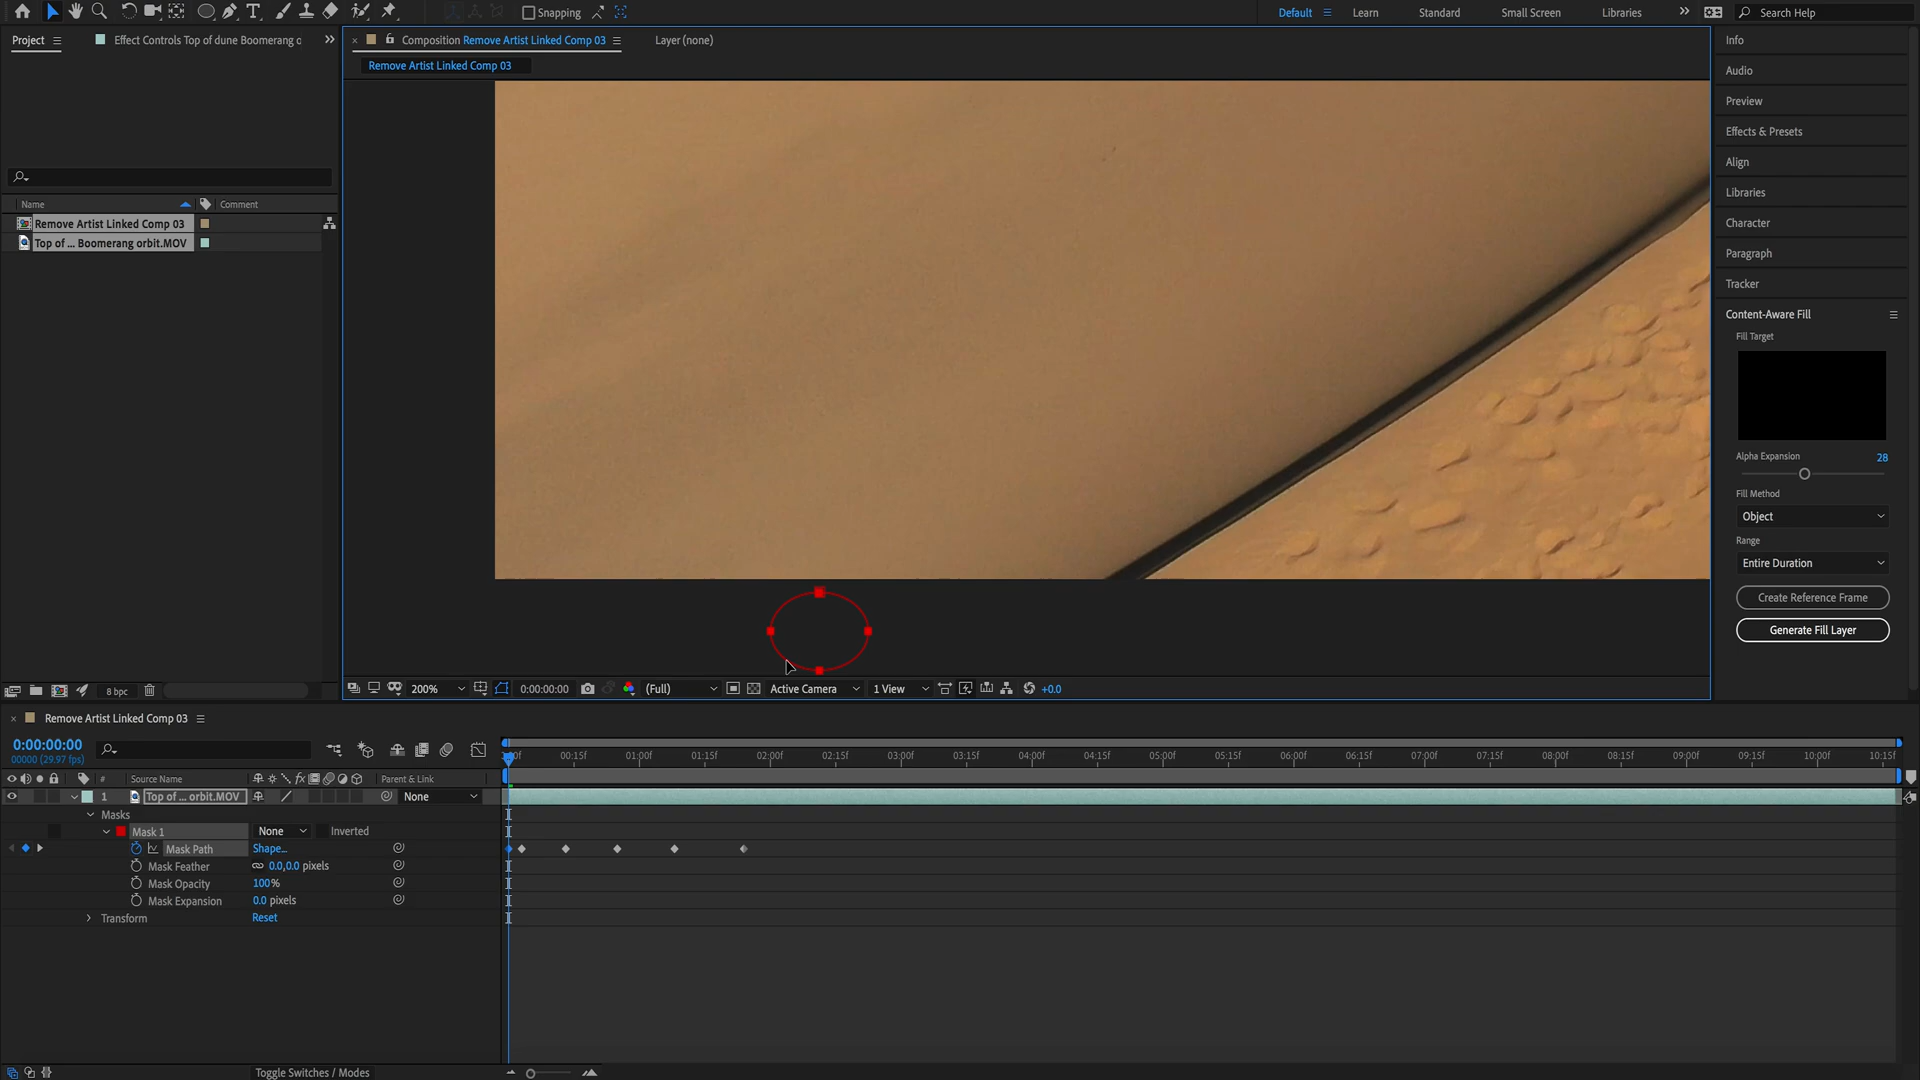 Snapping
Default
Learn
Standard
Small Screen
Libraries
Search Help
Project
Effect Controls Top of dune Boomerang o
Composition Remove Artist Linked Comp 03
Layer (none)
Remove Artist Linked Comp 03
Name
Comment
Remove Artist Linked Comp 03
Top of ... Boomerang orbit.MOV
Info
Audio
Preview
Effects & Presets
Align
Libraries
Character
Paragraph
Tracker
Content-Aware Fill
Fill Target
Alpha Expansion 28
Fill Method
Object
Range
Entire Duration
Create Reference Frame
Generate Fill Layer
8 bpc
200%
0:00:00:00
(Full)
Active Camera
1 View
+0.0
Remove Artist Linked Comp 03
0:00:00:00
00000 (29.97 fps)
00:15f 01:00f 01:15f 02:00f 02:15f 03:00f 03:15f 04:00f 04:15f 05:00f 05:15f 06:00f 06:15f 07:00f 07:15f 08:00f 08:15f 09:00f 09:15f 10:00f 10:15f
# Source Name Parent & Link
1 Top of ... orbit.MOV None
Masks
Mask 1 None Inverted
Mask Path Shape...
Mask Feather 0.0,0.0 pixels
Mask Opacity 100%
Mask Expansion 0.0 pixels
Transform Reset
Toggle Switches / Modes